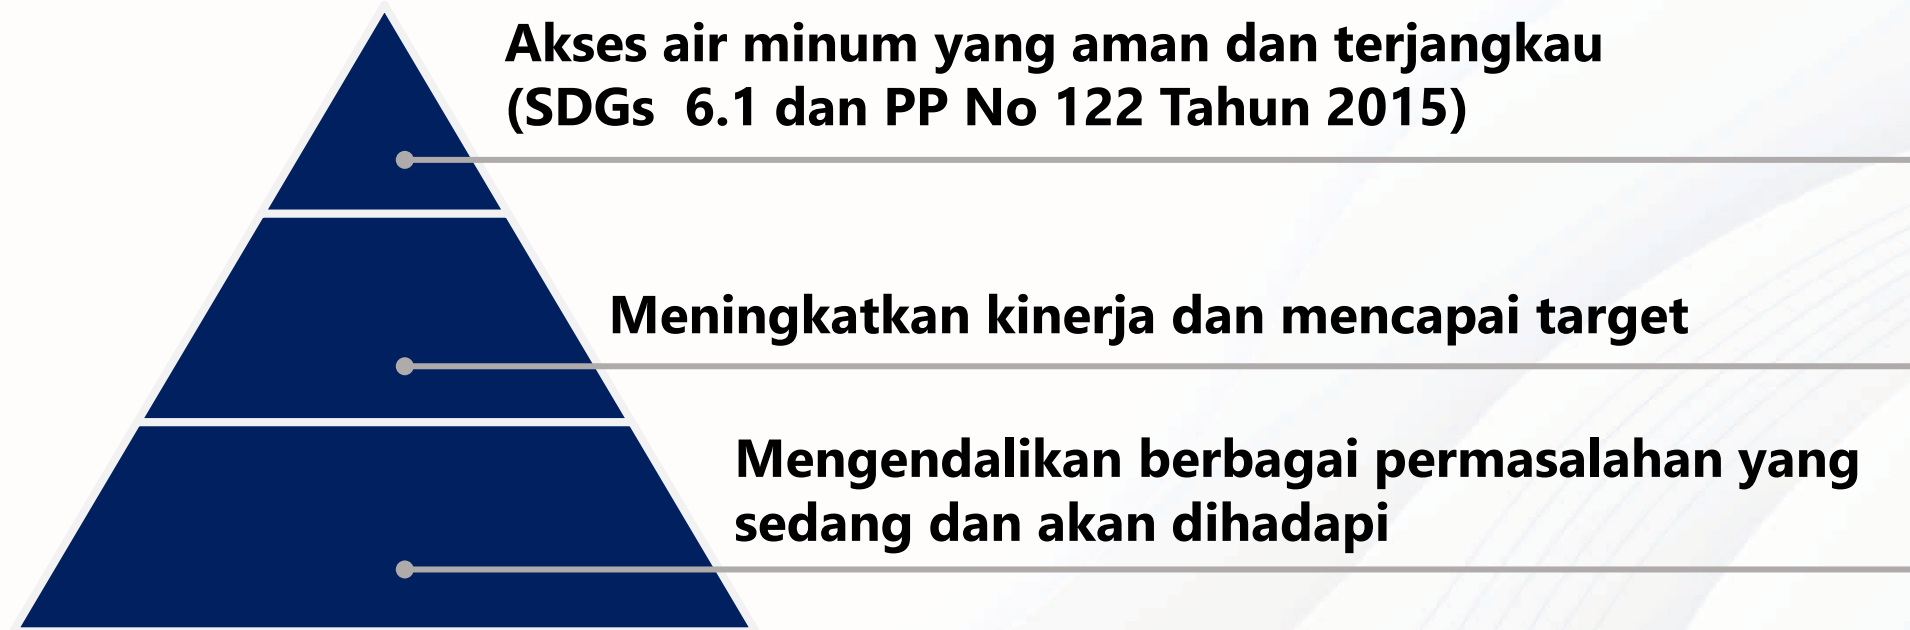 Akses air minum yang aman dan terjangkau
(SDGs 6.1 dan PP No 122 Tahun 2015)
Meningkatkan kinerja dan mencapai target
Mengendalikan berbagai permasalahan yang
sedang dan akan dihadapi